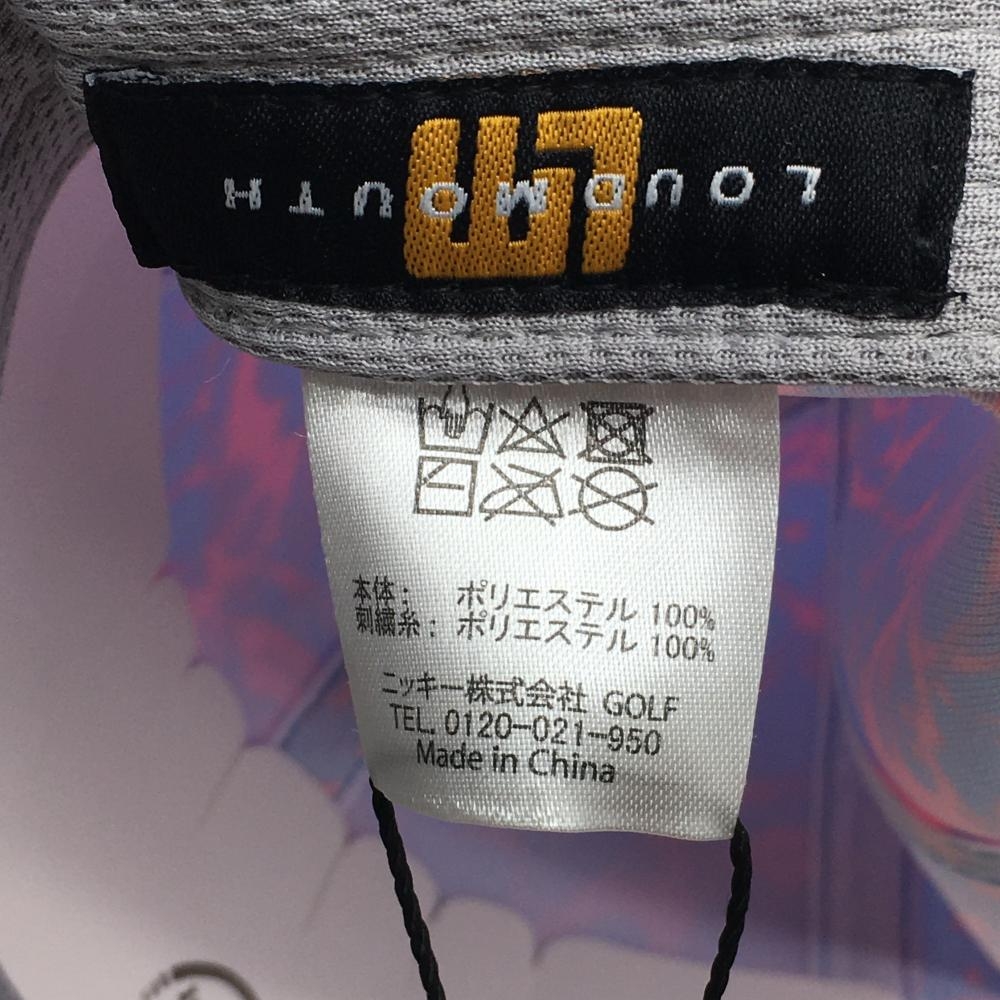 LOUDMOUTH
LM
本体： ポリエステル 100%
刺繍糸： ポリエステル 100%
ニッキー株式会社 GOLF
TEL. 0120-021-950
Made in China